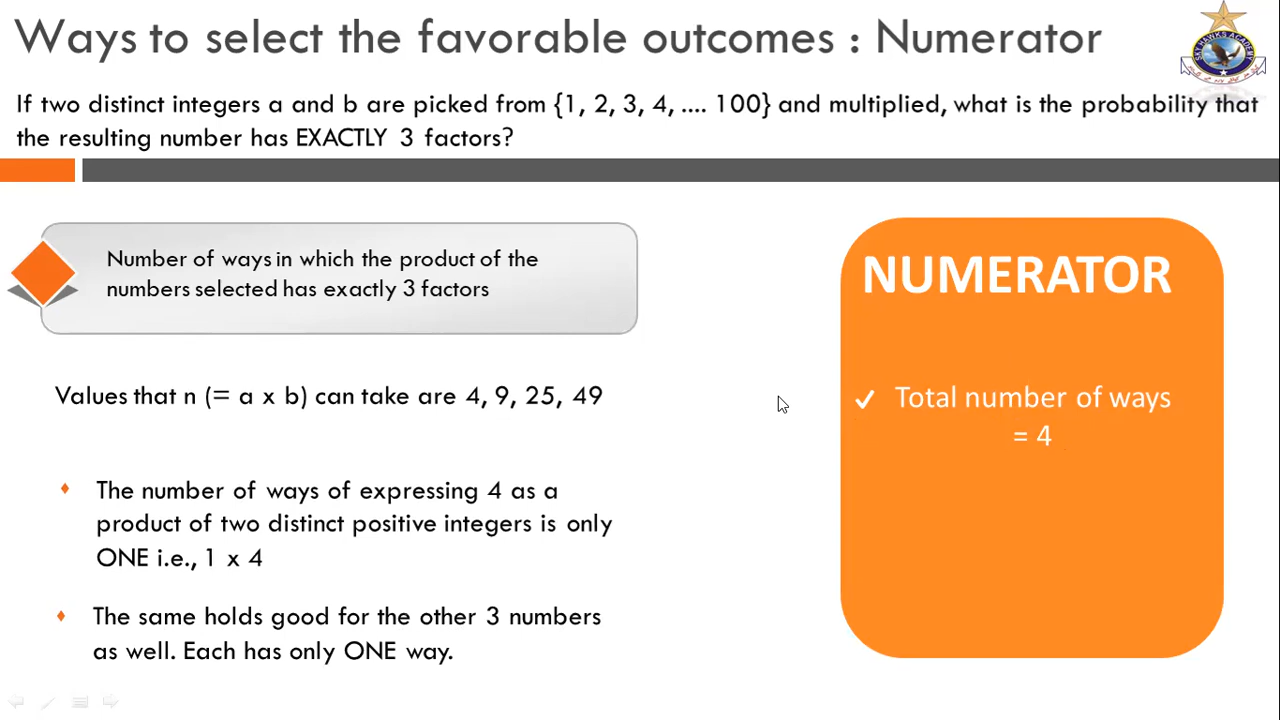 Ways to select the favorable outcomes : Numerator
If two distinct integers a and b are picked from {1, 2, 3, 4, .... 100} and multiplied, what is the probability that
the resulting number has EXACTLY 3 factors?
Number of ways in which the product of the
numbers selected has exactly 3 factors
Values that n (= a x b) can take are 4, 9, 25, 49
The number of ways of expressing 4 as a
product of two distinct positive integers is only
ONE i.e., 1 x 4
The same holds good for the other 3 numbers
as well. Each has only ONE way.
NUMERATOR
✓ Total number of ways
= 4
SKY HAWKS ACADEMY